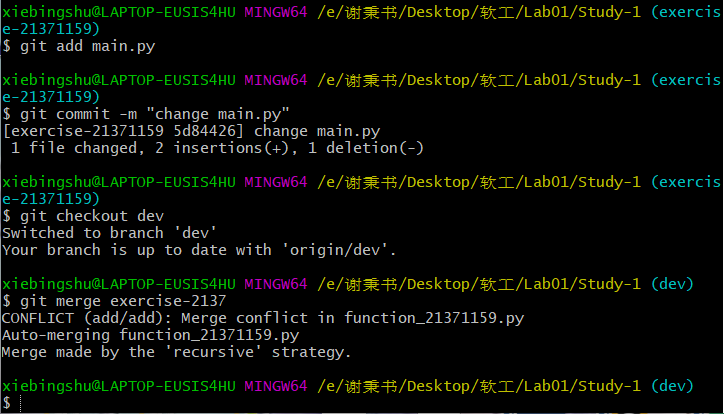 xiebingshu@LAPTOP-EUSIS4HU MINGW64 /e/谢秉书/Desktop/软工/Lab01/Study-1 (exercis
e-21371159)
$ git add main.py
xiebingshu@LAPTOP-EUSIS4HU MINGW64 /e/谢秉书/Desktop/软工/Lab01/Study-1 (exercis
e-21371159)
$ git commit -m "change main.py"
[exercise-21371159 5d84426] change main.py
 1 file changed, 2 insertions(+), 1 deletion(-)
xiebingshu@LAPTOP-EUSIS4HU MINGW64 /e/谢秉书/Desktop/软工/Lab01/Study-1 (exercis
e-21371159)
$ git checkout dev
Switched to branch 'dev'
Your branch is up to date with 'origin/dev'.
xiebingshu@LAPTOP-EUSIS4HU MINGW64 /e/谢秉书/Desktop/软工/Lab01/Study-1 (dev)
$ git merge exercise-2137
CONFLICT (add/add): Merge conflict in function_21371159.py
Auto-merging function_21371159.py
Merge made by the 'recursive' strategy.
xiebingshu@LAPTOP-EUSIS4HU MINGW64 /e/谢秉书/Desktop/软工/Lab01/Study-1 (dev)
$